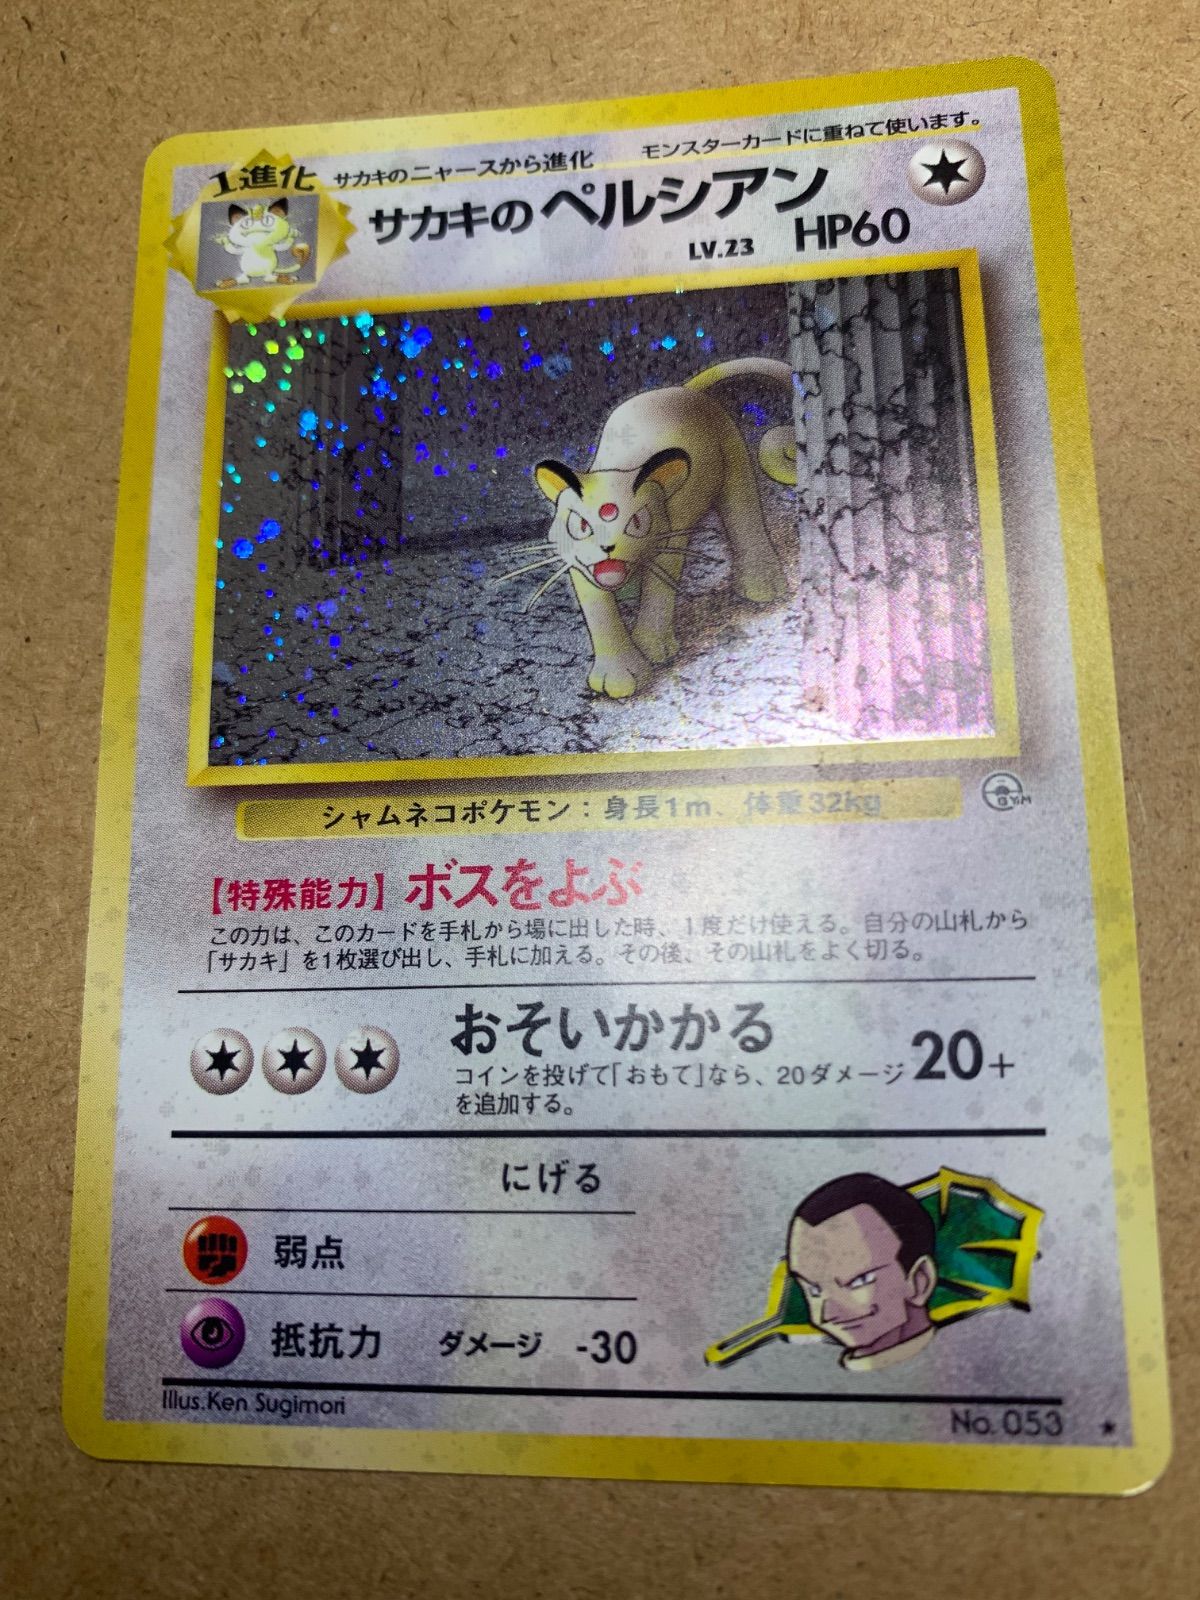 1進化
サカキのニャースから進化
モンスターカードに重ねて使います。
サカキのペルシアン
LV.23
HP60
GYM
シャムネコポケモン：身長1m、体重32kg
【特殊能力】ボスをよぶ
この力は、このカードを手札から場に出した時、1度だけ使える。自分の山札から
「サカキ」を1枚選び出し、手札に加える。その後、その山札をよく切る。
おそいかかる
20+
コインを投げて「おもて」なら、20ダメージ
を追加する。
にげる
弱点
抵抗力 ダメージ -30
Illus.Ken Sugimori
No. 053 ★